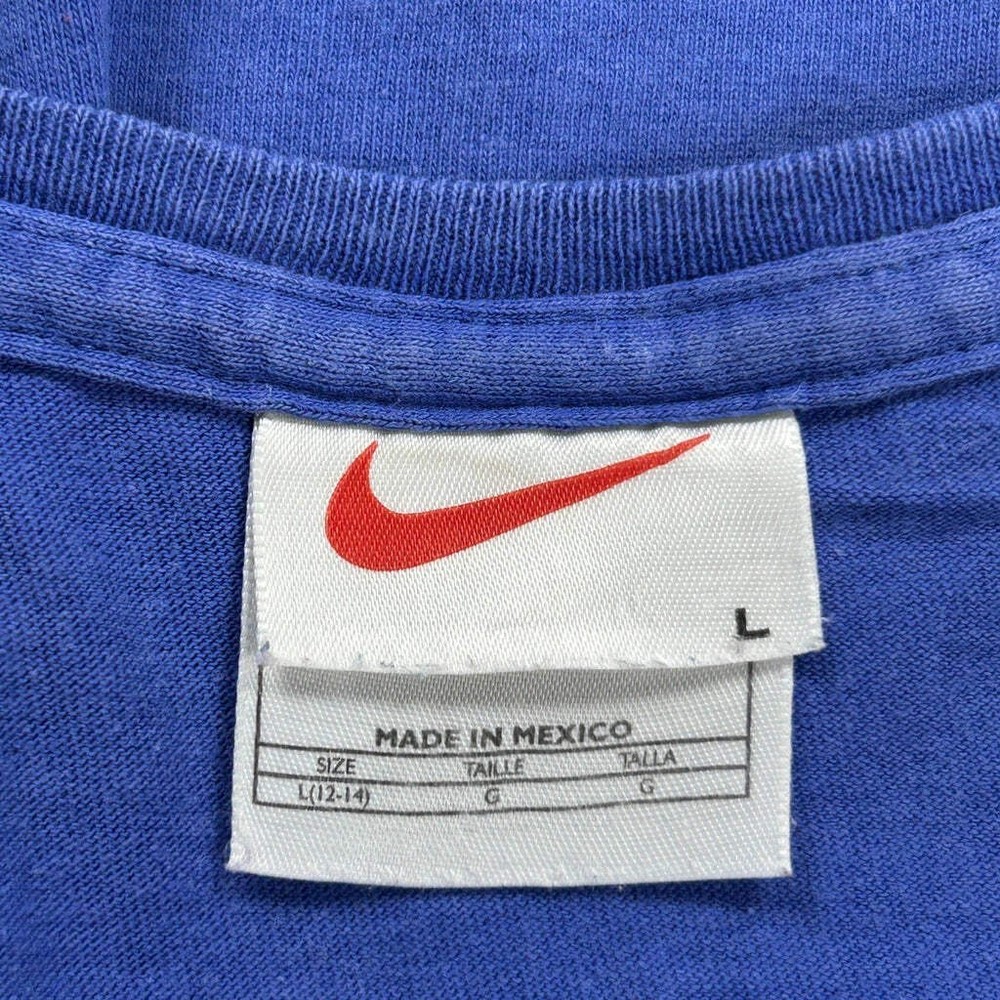 L
MADE IN MEXICO
SIZE TAILLE TALLA
L(12-14) G G